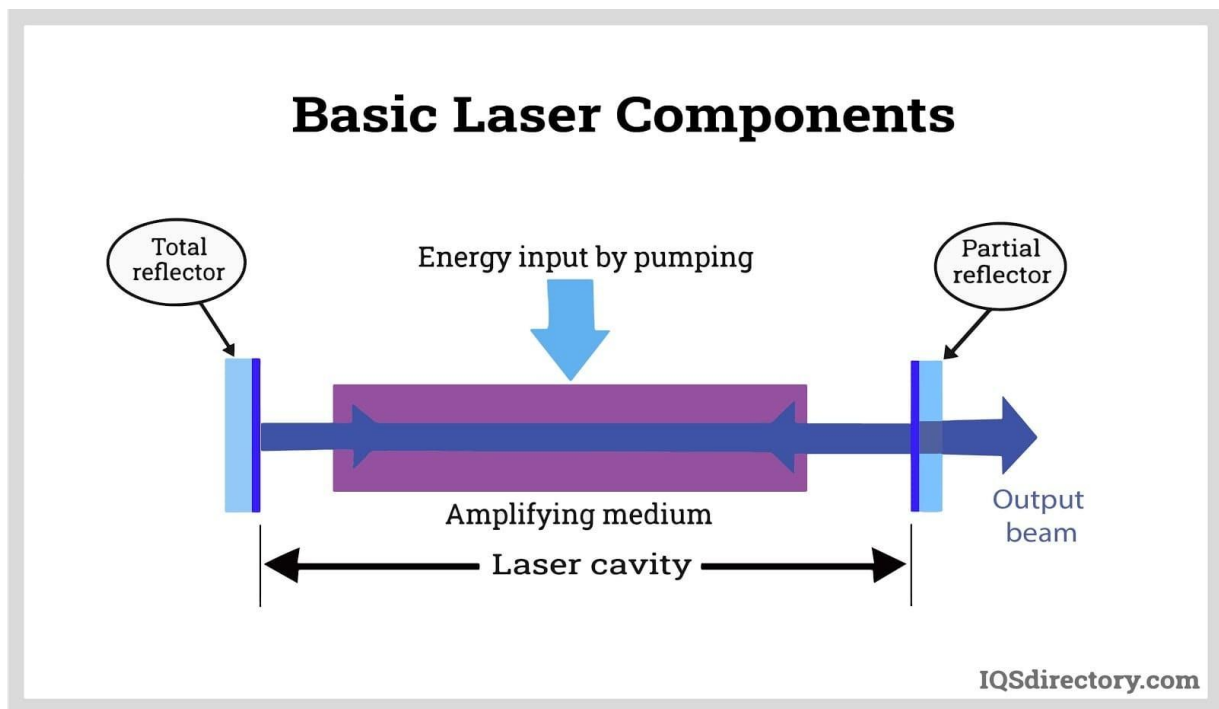 Basic Laser Components
Total
reflector
Energy input by pumping
Partial
reflector
Amplifying medium
Laser cavity
Output
beam
IQSdirectory.com